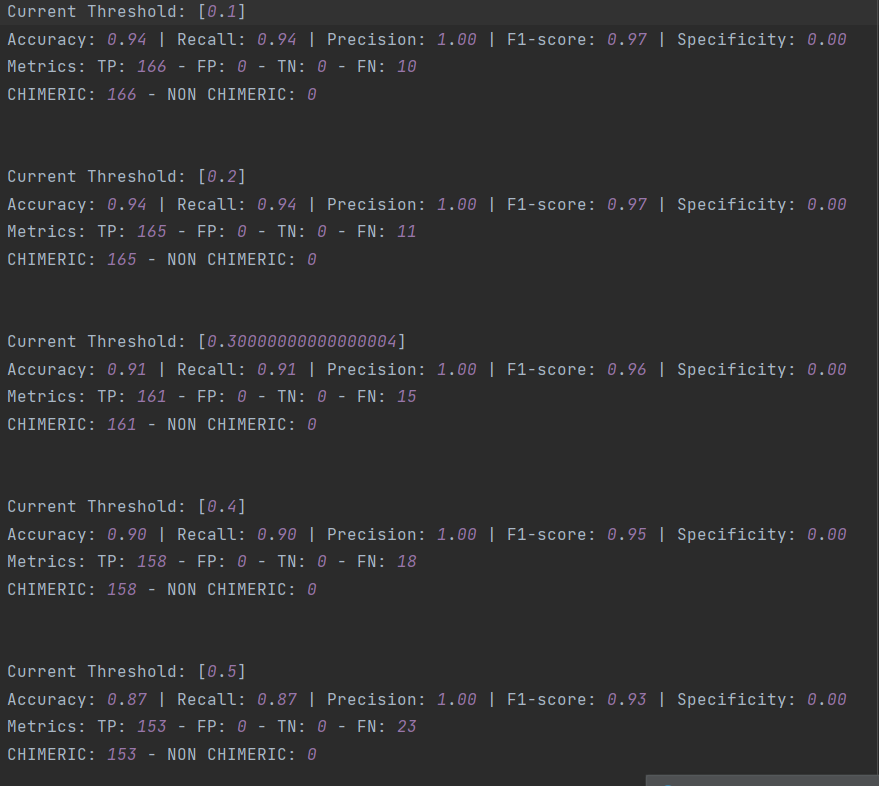 Current Threshold: [0.1]
Accuracy: 0.94 | Recall: 0.94 | Precision: 1.00 | F1-score: 0.97 | Specificity: 0.00
Metrics: TP: 166 - FP: 0 - TN: 0 - FN: 10
CHIMERIC: 166 - NON CHIMERIC: 0
Current Threshold: [0.2]
Accuracy: 0.94 | Recall: 0.94 | Precision: 1.00 | F1-score: 0.97 | Specificity: 0.00
Metrics: TP: 165 - FP: 0 - TN: 0 - FN: 11
CHIMERIC: 165 - NON CHIMERIC: 0
Current Threshold: [0.30000000000000004]
Accuracy: 0.91 | Recall: 0.91 | Precision: 1.00 | F1-score: 0.96 | Specificity: 0.00
Metrics: TP: 161 - FP: 0 - TN: 0 - FN: 15
CHIMERIC: 161 - NON CHIMERIC: 0
Current Threshold: [0.4]
Accuracy: 0.90 | Recall: 0.90 | Precision: 1.00 | F1-score: 0.95 | Specificity: 0.00
Metrics: TP: 158 - FP: 0 - TN: 0 - FN: 18
CHIMERIC: 158 - NON CHIMERIC: 0
Current Threshold: [0.5]
Accuracy: 0.87 | Recall: 0.87 | Precision: 1.00 | F1-score: 0.93 | Specificity: 0.00
Metrics: TP: 153 - FP: 0 - TN: 0 - FN: 23
CHIMERIC: 153 - NON CHIMERIC: 0